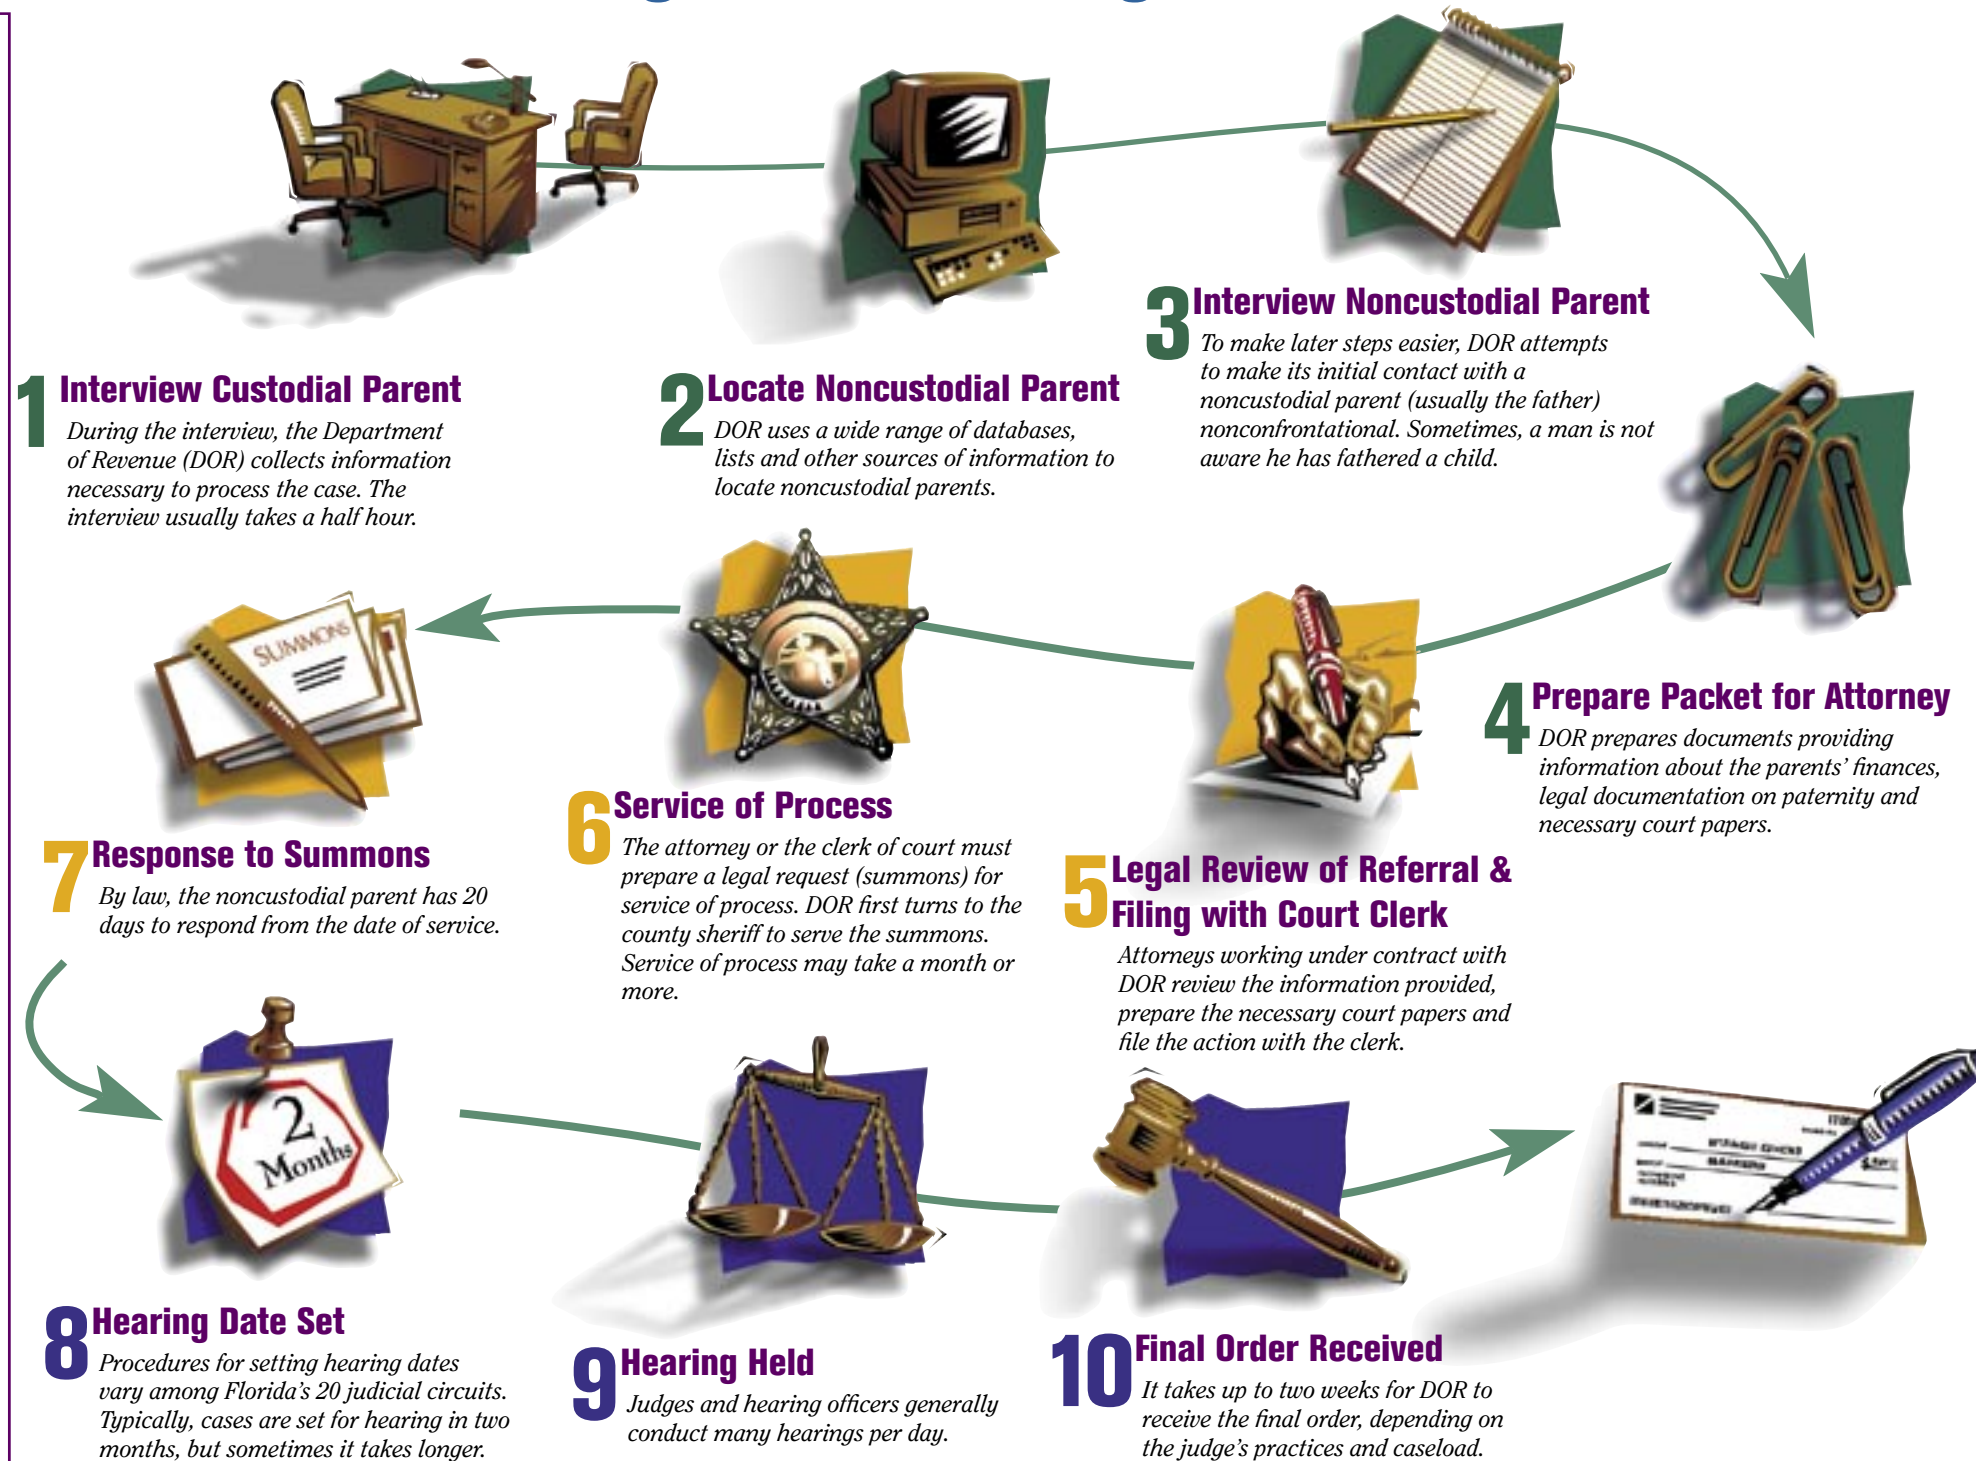 1 Interview Custodial Parent
During the interview, the Department
of Revenue (DOR) collects information
necessary to process the case. The
interview usually takes a half hour.
2 Locate Noncustodial Parent
DOR uses a wide range of databases,
lists and other sources of information to
locate noncustodial parents.
3 Interview Noncustodial Parent
To make later steps easier, DOR attempts
to make its initial contact with a
noncustodial parent (usually the father)
nonconfrontational. Sometimes, a man is not
aware he has fathered a child.
4 Prepare Packet for Attorney
DOR prepares documents providing
information about the parents' finances,
legal documentation on paternity and
necessary court papers.
5 Legal Review of Referral &
Filing with Court Clerk
Attorneys working under contract with
DOR review the information provided,
prepare the necessary court papers and
file the action with the clerk.
6 Service of Process
The attorney or the clerk of court must
prepare a legal request (summons) for
service of process. DOR first turns to the
county sheriff to serve the summons.
Service of process may take a month or
more.
SUMMONS
7 Response to Summons
By law, the noncustodial parent has 20
days to respond from the date of service.
2
Months
8 Hearing Date Set
Procedures for setting hearing dates
vary among Florida's 20 judicial circuits.
Typically, cases are set for hearing in two
months, but sometimes it takes longer.
9 Hearing Held
Judges and hearing officers generally
conduct many hearings per day.
10 Final Order Received
It takes up to two weeks for DOR to
receive the final order, depending on
the judge's practices and caseload.